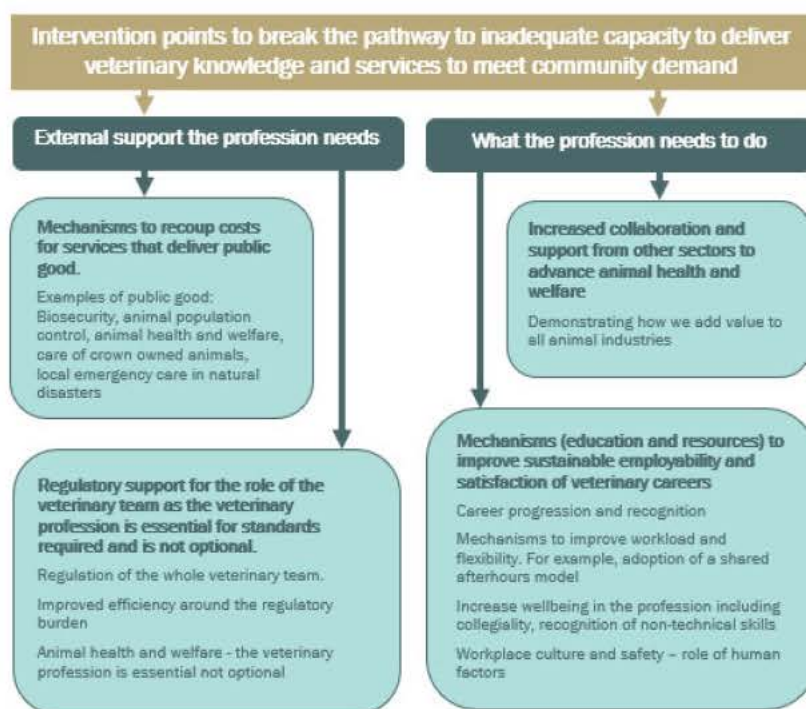 Intervention points to break the pathway to inadequate capacity to deliver
veterinary knowledge and services to meet community demand
External support the profession needs
Mechanisms to recoup costs
for services that deliver public
good.
Examples of public good:
Biosecurity, animal population
control, animal health and welfare,
care of crown owned animals,
local emergency care in natural
disasters
Regulatory support for the role of the
veterinary team as the veterinary
profession is essential for standards
required and is not optional.
Regulation of the whole veterinary team.
Improved efficiency around the regulatory
burden
Animal health and welfare - the veterinary
profession is essential not optional
What the profession needs to do
Increased collaboration and
support from other sectors to
advance animal health and
welfare
Demonstrating how we add value to
all animal industries
Mechanisms (education and resources) to
improve sustainable employability and
satisfaction of veterinary careers
Career progression and recognition
Mechanisms to improve workload and
flexibility. For example, adoption of a shared
afterhours model
Increase wellbeing in the profession including
collegiality, recognition of non-technical skills
Workplace culture and safety – role of human
factors